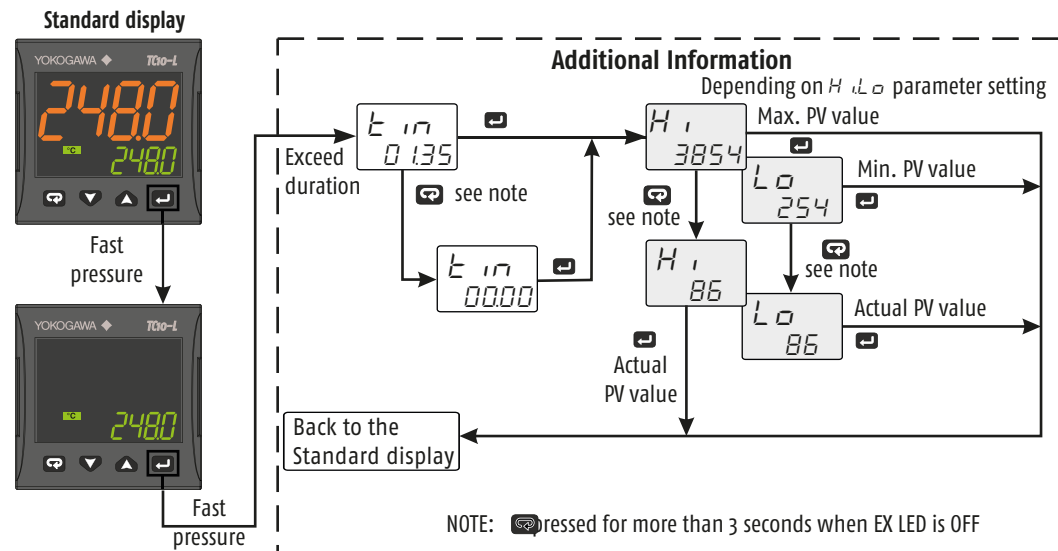 Standard display
YOKOGAWA ◆ TC10-L
248.0
°C 248.0
Fast
pressure
YOKOGAWA ◆ TC10-L
°C 248.0
Fast
pressure
Additional Information
Depending on Hi.Lo parameter setting
Exceed
duration
tin
01.35
see note
tin
00.00
Hi
3854
Max. PV value
Lo
254
Min. PV value
see note
Hi
86
see note
Lo
86
Actual PV value
Actual
PV value
Back to the
Standard display
NOTE: pressed for more than 3 seconds when EX LED is OFF